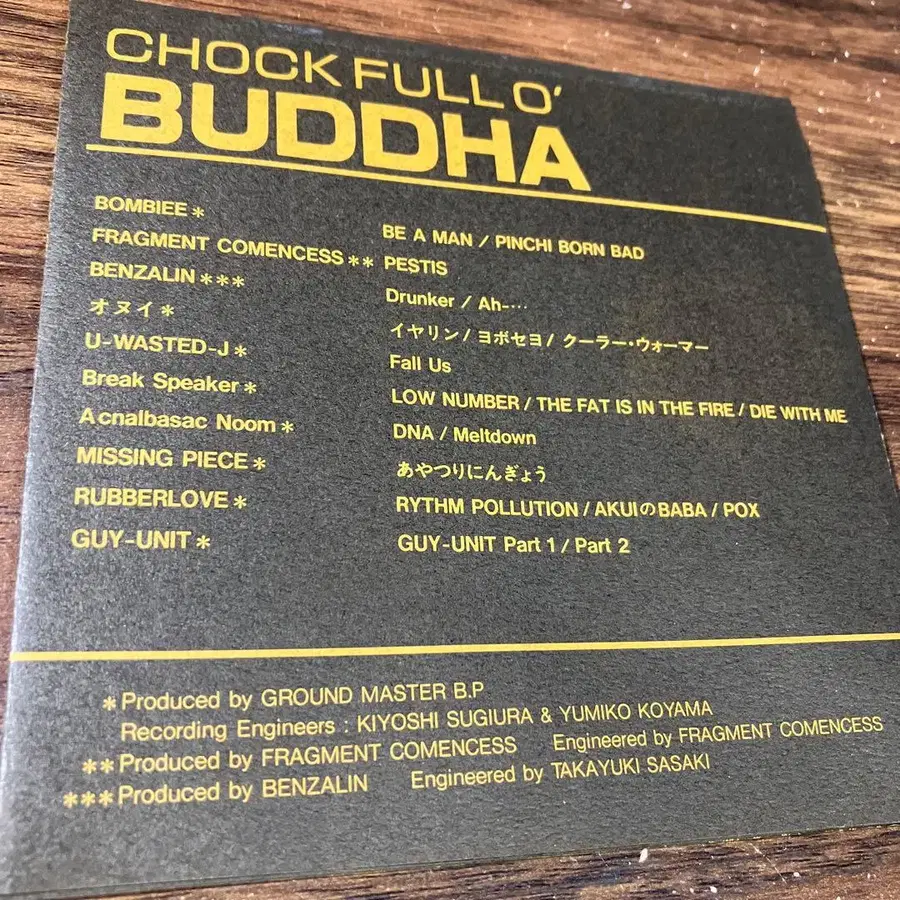 CHOCK FULL O'
BUDDHA
BOMBIEE* BE A MAN / PINCHI BORN BAD
FRAGMENT COMENCESS** PESTIS
BENZALIN*** Drunker / Ah-…
オヌイ* イヤリン / ヨボセヨ / クーラー・ウォーマー
U-WASTED-J* Fall Us
Break Speaker* LOW NUMBER / THE FAT IS IN THE FIRE / DIE WITH ME
Acnalbasac Noom* DNA / Meltdown
MISSING PIECE* あやつりにんぎょう
RUBBERLOVE* RYTHM POLLUTION / AKUIのBABA / POX
GUY-UNIT* GUY-UNIT Part 1 / Part 2
*Produced by GROUND MASTER B.P
Recording Engineers : KIYOSHI SUGIURA & YUMIKO KOYAMA
**Produced by FRAGMENT COMENCESS Engineered by FRAGMENT COMENCESS
***Produced by BENZALIN Engineered by TAKAYUKI SASAKI